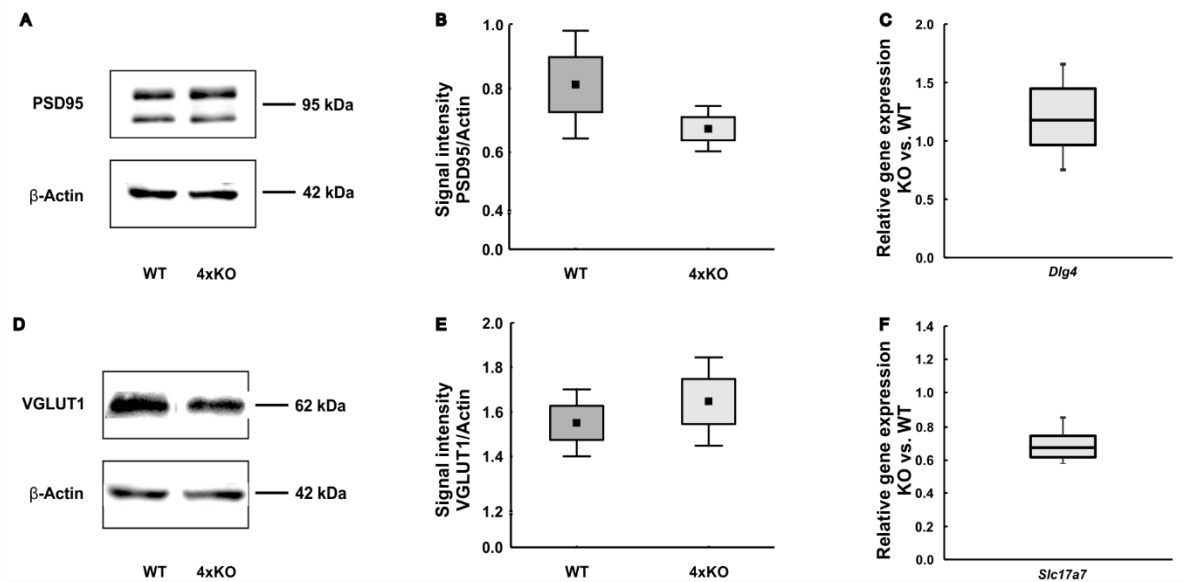 A
PSD95
95 kDa
β-Actin
42 kDa
WT 4xKO
B
Signal intensity
PSD95/Actin
1.0
0.8
0.6
0.4
0.0
WT 4xKO
C
Relative gene expression
KO vs. WT
2.0
1.5
1.0
0.5
0.0
Dlg4
D
VGLUT1
62 kDa
β-Actin
42 kDa
WT 4xKO
E
Signal intensity
VGLUT1/Actin
2.0
1.8
1.6
1.4
1.2
0.0
WT 4xKO
F
Relative gene expression
KO vs. WT
1.4
1.2
1.0
0.8
0.6
0.4
0.2
0.0
Slc17a7